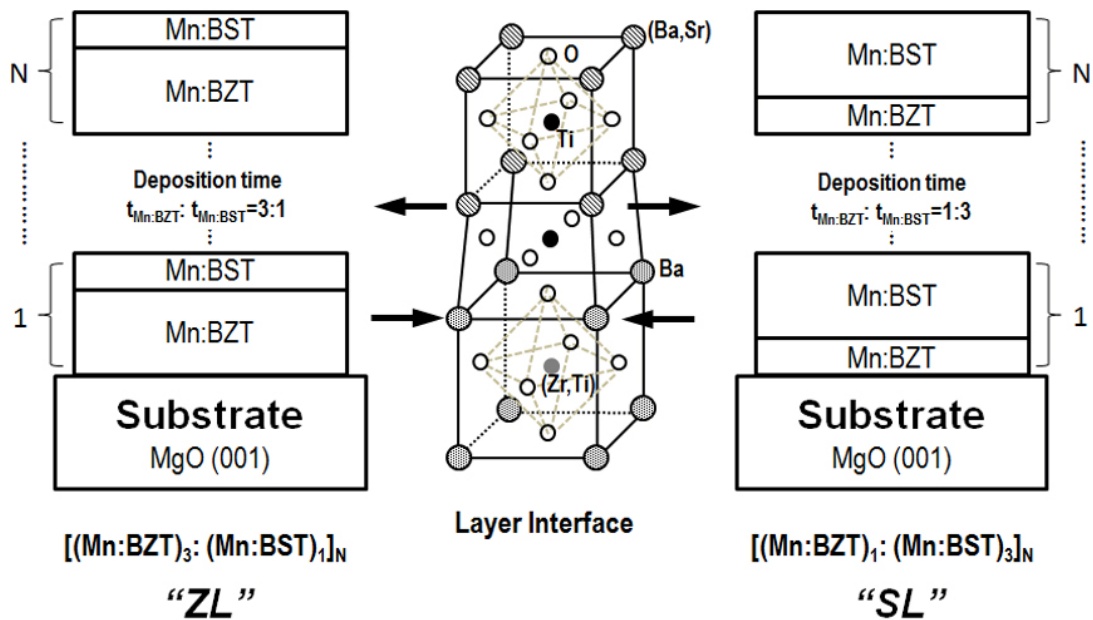 Mn:BST
N
Mn:BZT
Deposition time
t_Mn:BZT: t_Mn:BST=3:1
Mn:BST
1
Mn:BZT
Substrate
MgO (001)
[(Mn:BZT)₃: (Mn:BST)₁]_N
“ZL”
(Ba,Sr)
O
Ti
Ba
(Zr,Ti)
Layer Interface
Mn:BST
N
Mn:BZT
Deposition time
t_Mn:BZT: t_Mn:BST=1:3
Mn:BST
1
Mn:BZT
Substrate
MgO (001)
[(Mn:BZT)₁: (Mn:BST)₃]_N
“SL”